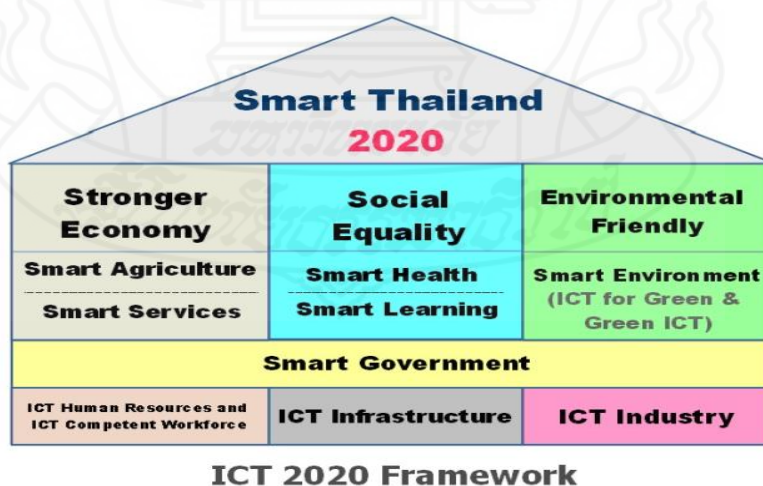 Smart Thailand
2020
Stronger
Economy
Social
Equality
Environmental
Friendly
Smart Agriculture
Smart Services
Smart Health
Smart Learning
Smart Environment
(ICT for Green &
Green ICT)
Smart Government
ICT Human Resources and
ICT Competent Workforce
ICT Infrastructure
ICT Industry
ICT 2020 Framework